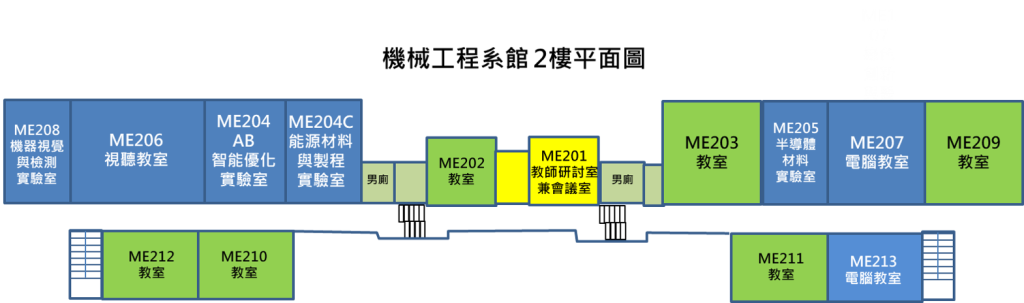 機械工程系館 2樓平面圖
ME208
機器視覺
與檢測
實驗室
ME206
視聽教室
ME204
AB
智能優化
實驗室
ME204C
能源材料
與製程
實驗室
男廁
ME202
教室
ME201
教師研討室
兼會議室
男廁
ME203
教室
ME205
半導體
材料
實驗室
ME207
電腦教室
ME209
教室
ME212
教室
ME210
教室
ME211
教室
ME213
電腦教室